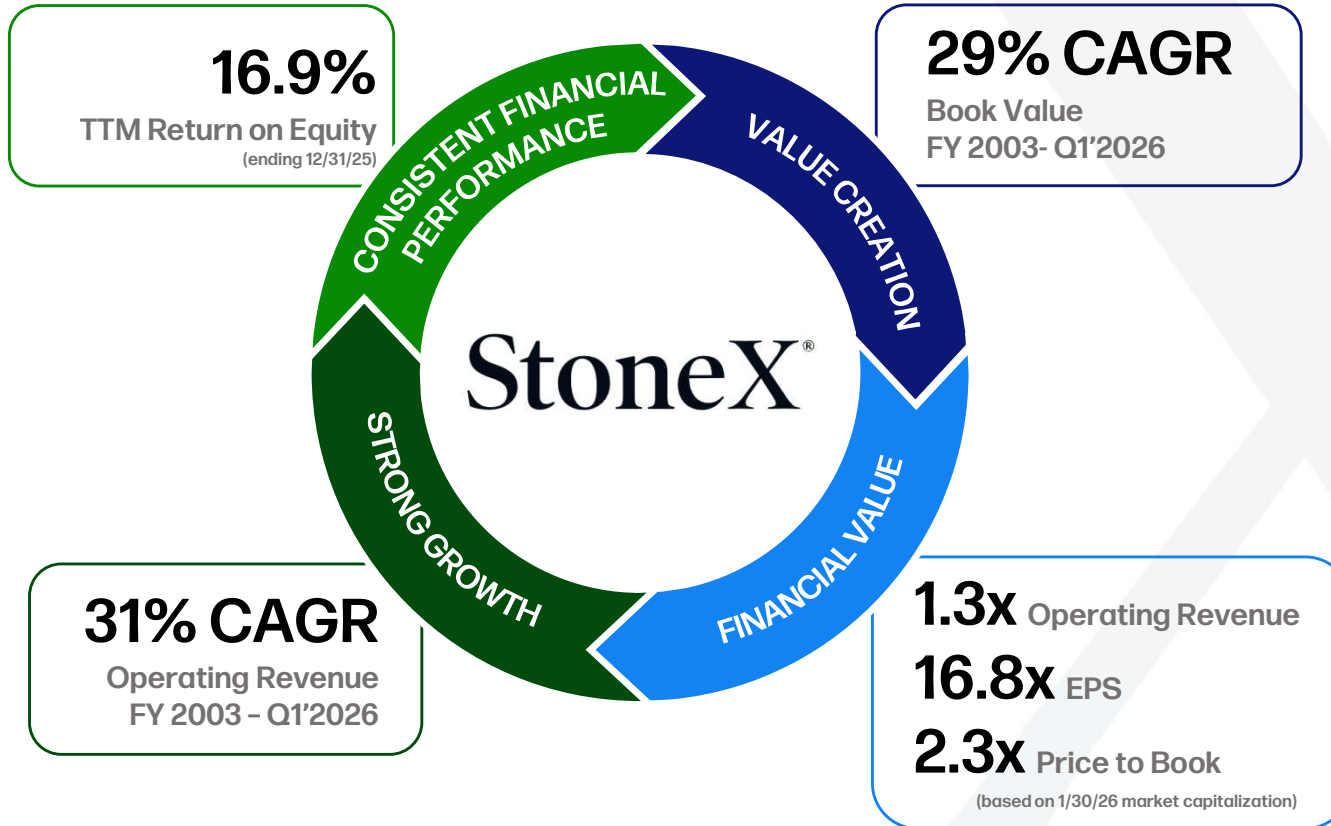 16.9%
TTM Return on Equity
(ending 12/31/25)
CONSISTENT FINANCIAL
PERFORMANCE
29% CAGR
Book Value
FY 2003- Q1'2026
VALUE CREATION
StoneX®
STRONG GROWTH
FINANCIAL VALUE
31% CAGR
Operating Revenue
FY 2003 – Q1'2026
1.3x Operating Revenue
16.8x EPS
2.3x Price to Book
(based on 1/30/26 market capitalization)